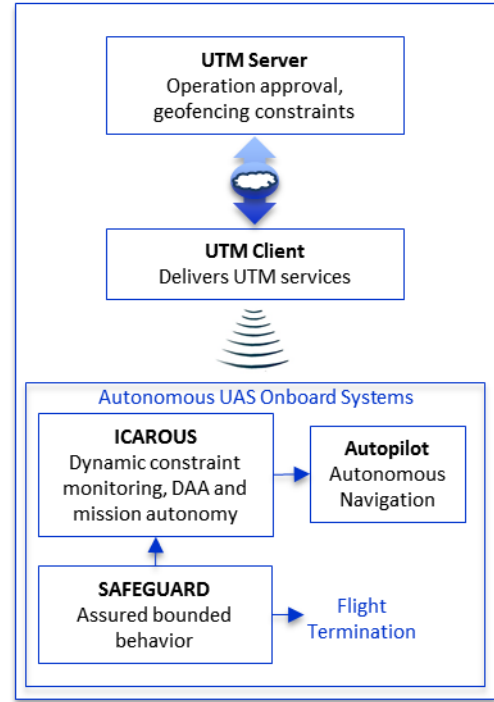 UTM Server
Operation approval,
geofencing constraints
UTM Client
Delivers UTM services
Autonomous UAS Onboard Systems
ICAROUS
Dynamic constraint
monitoring, DAA and
mission autonomy
Autopilot
Autonomous
Navigation
SAFEGUARD
Assured bounded
behavior
Flight
Termination